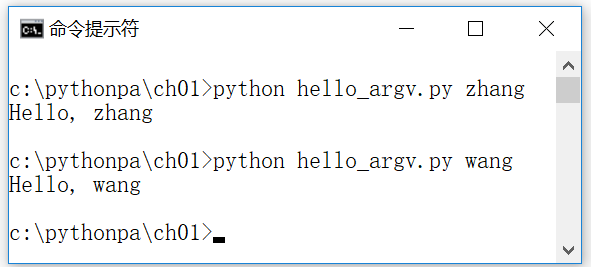 命令提示符
c:\pythonpa\ch01>python hello_argv.py zhang
Hello, zhang
c:\pythonpa\ch01>python hello_argv.py wang
Hello, wang
c:\pythonpa\ch01>